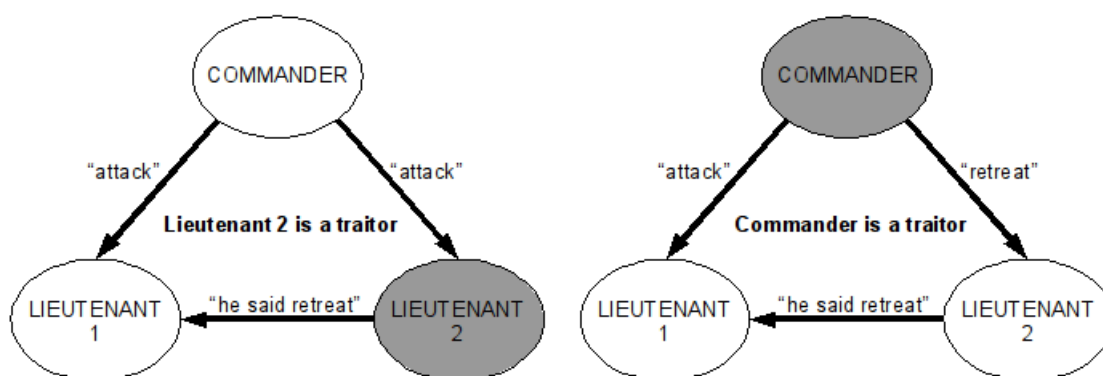 COMMANDER
“attack”
“attack”
Lieutenant 2 is a traitor
LIEUTENANT
1
“he said retreat”
LIEUTENANT
2
COMMANDER
“attack”
“retreat”
Commander is a traitor
LIEUTENANT
1
“he said retreat”
LIEUTENANT
2